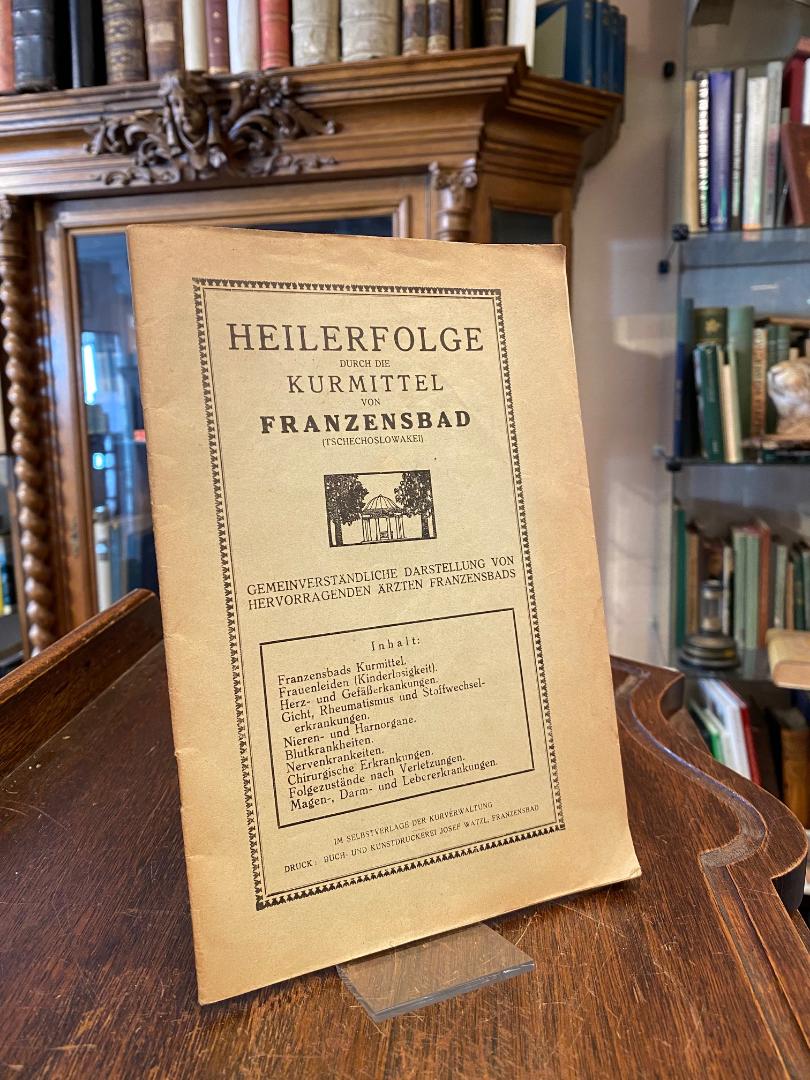 HEILERFOLGE
DURCH DIE
KURMITTEL
VON
FRANZENSBAD
(TSCHECHOSLOWAKEI)
GEMEINVERSTÄNDLICHE DARSTELLUNG VON
HERVORRAGENDEN ÄRZTEN FRANZENSBADS
Inhalt:
Franzensbads Kurmittel.
Frauenleiden (Kinderlosigkeit).
Herz- und Gefäßerkankungen.
Gicht, Rheumatismus und Stoffwechsel-
erkrankungen.
Nieren- und Harnorgane.
Blutkrankheiten.
Nervenkrankeiten.
Chirurgische Erkrankungen.
Folgezustände nach Verletzungen.
Magen-, Darm- und Lebererkrankungen.
IM SELBSTVERLAGE DER KURVERWALTUNG
DRUCK: BUCH- UND KUNSTDRUCKEREI JOSEF WATZL, FRANZENSBAD